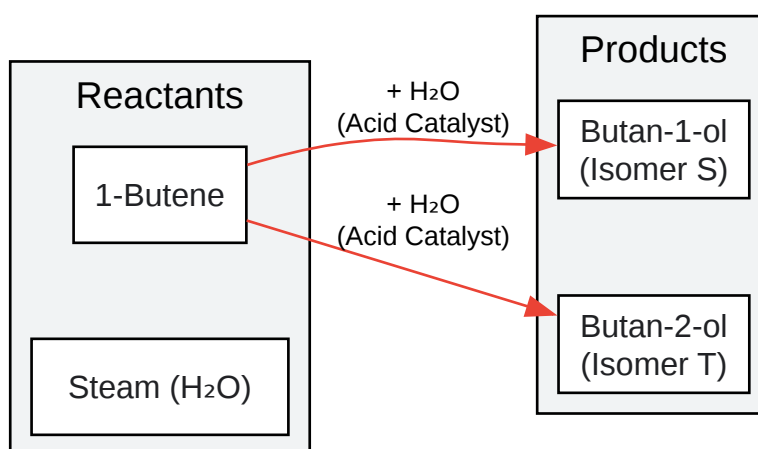 Reactants
1-Butene
Steam (H₂O)
+ H₂O
(Acid Catalyst)
+ H₂O
(Acid Catalyst)
Products
Butan-1-ol
(Isomer S)
Butan-2-ol
(Isomer T)